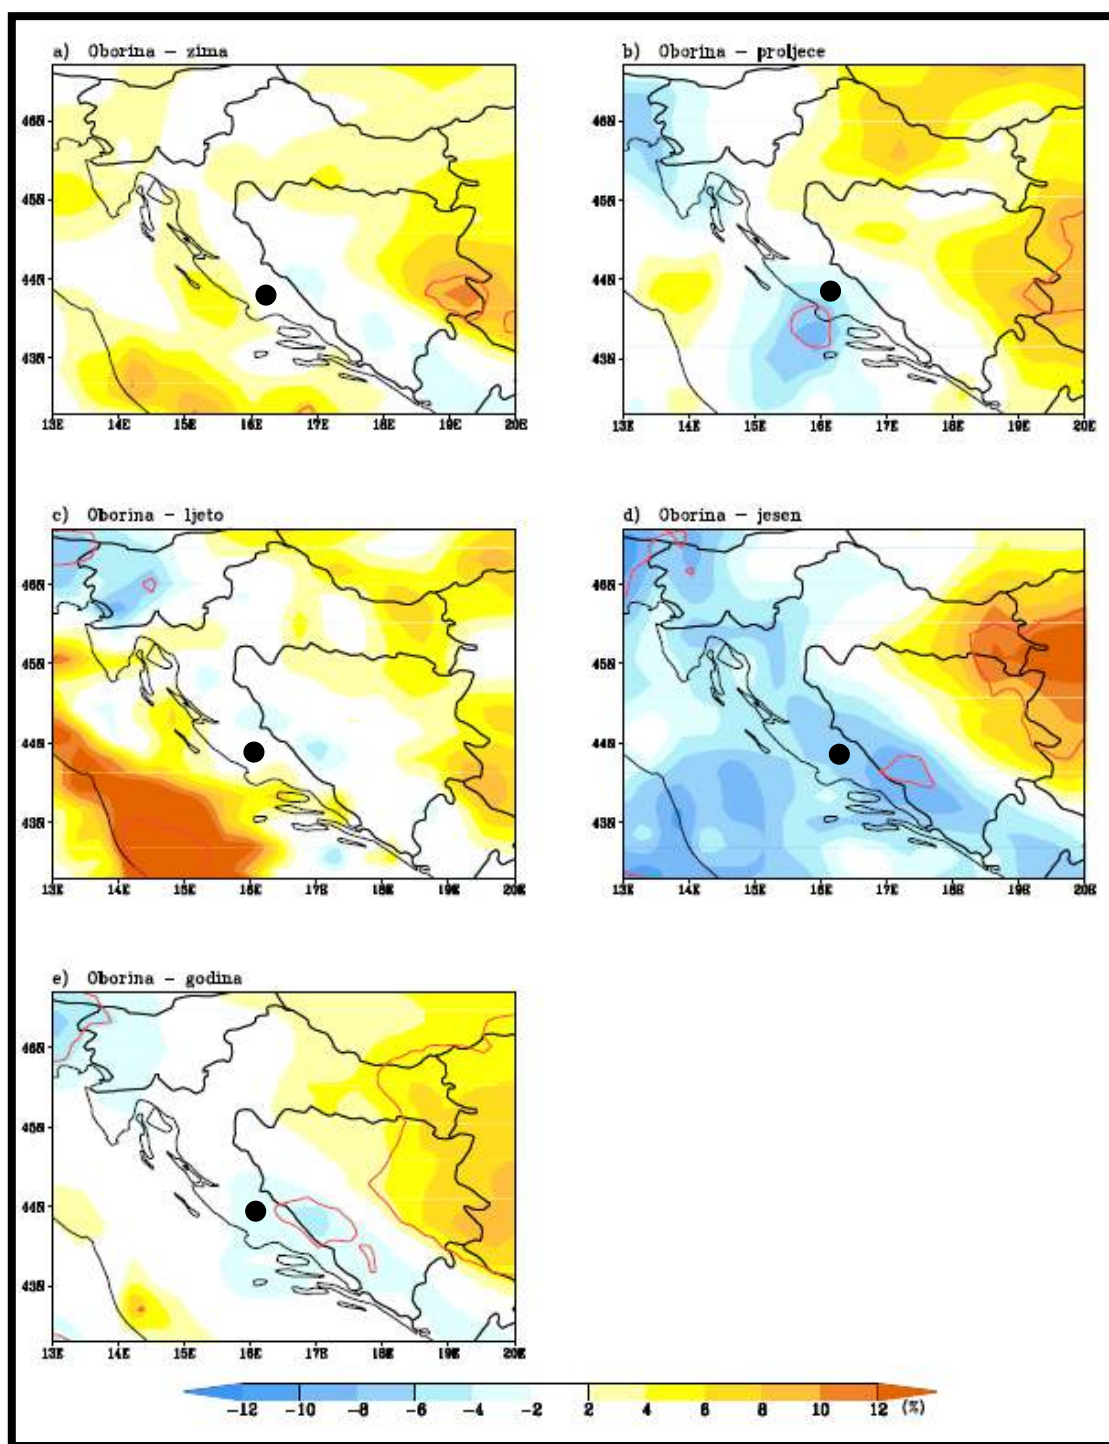 a) Oborina – zima
46N
45N
44N
43N
13E 14E 15E 16E 17E 18E 19E 20E
b) Oborina – proljece
46N
45N
44N
43N
13E 14E 15E 16E 17E 18E 19E 20E
c) Oborina – ljeto
46N
45N
44N
43N
13E 14E 15E 16E 17E 18E 19E 20E
d) Oborina – jesen
46N
45N
44N
43N
13E 14E 15E 16E 17E 18E 19E 20E
e) Oborina – godina
46N
45N
44N
43N
13E 14E 15E 16E 17E 18E 19E 20E
-12 -10 -8 -6 -4 -2 2 4 6 8 10 12 (%)